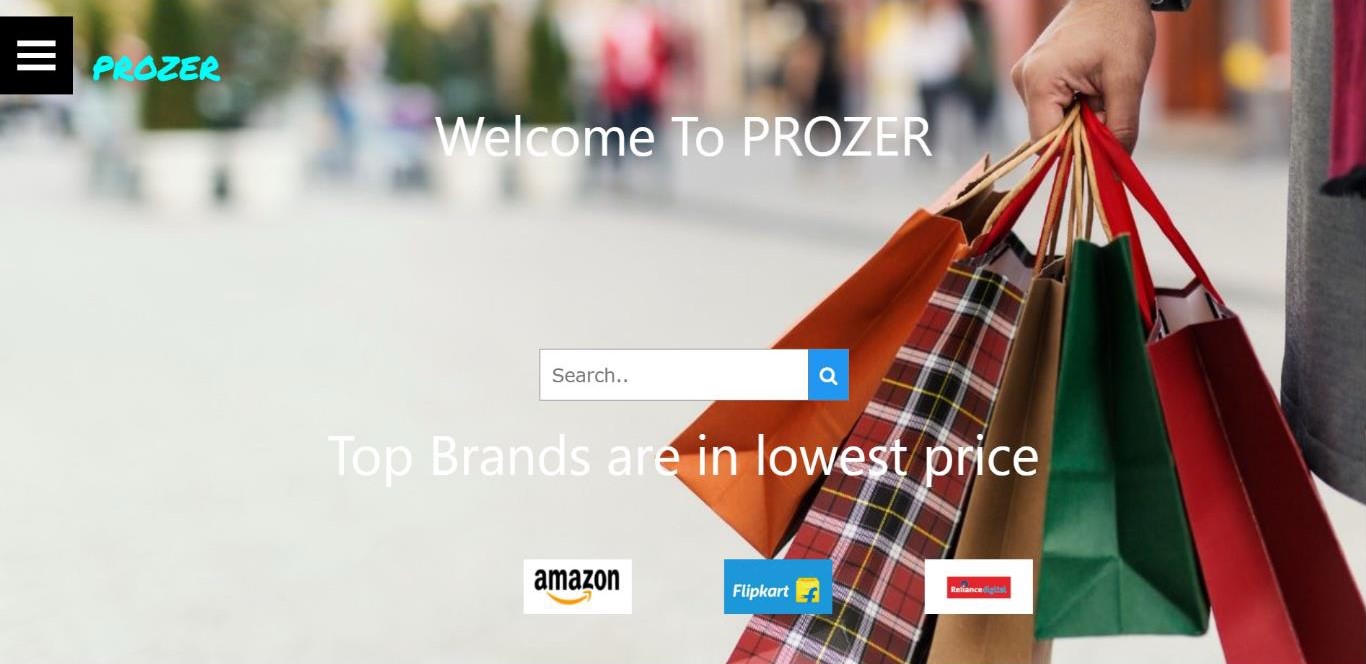 PROZER
Welcome To PROZER
Search..
Top Brands are in lowest price
amazon
Flipkart
Reliance digital